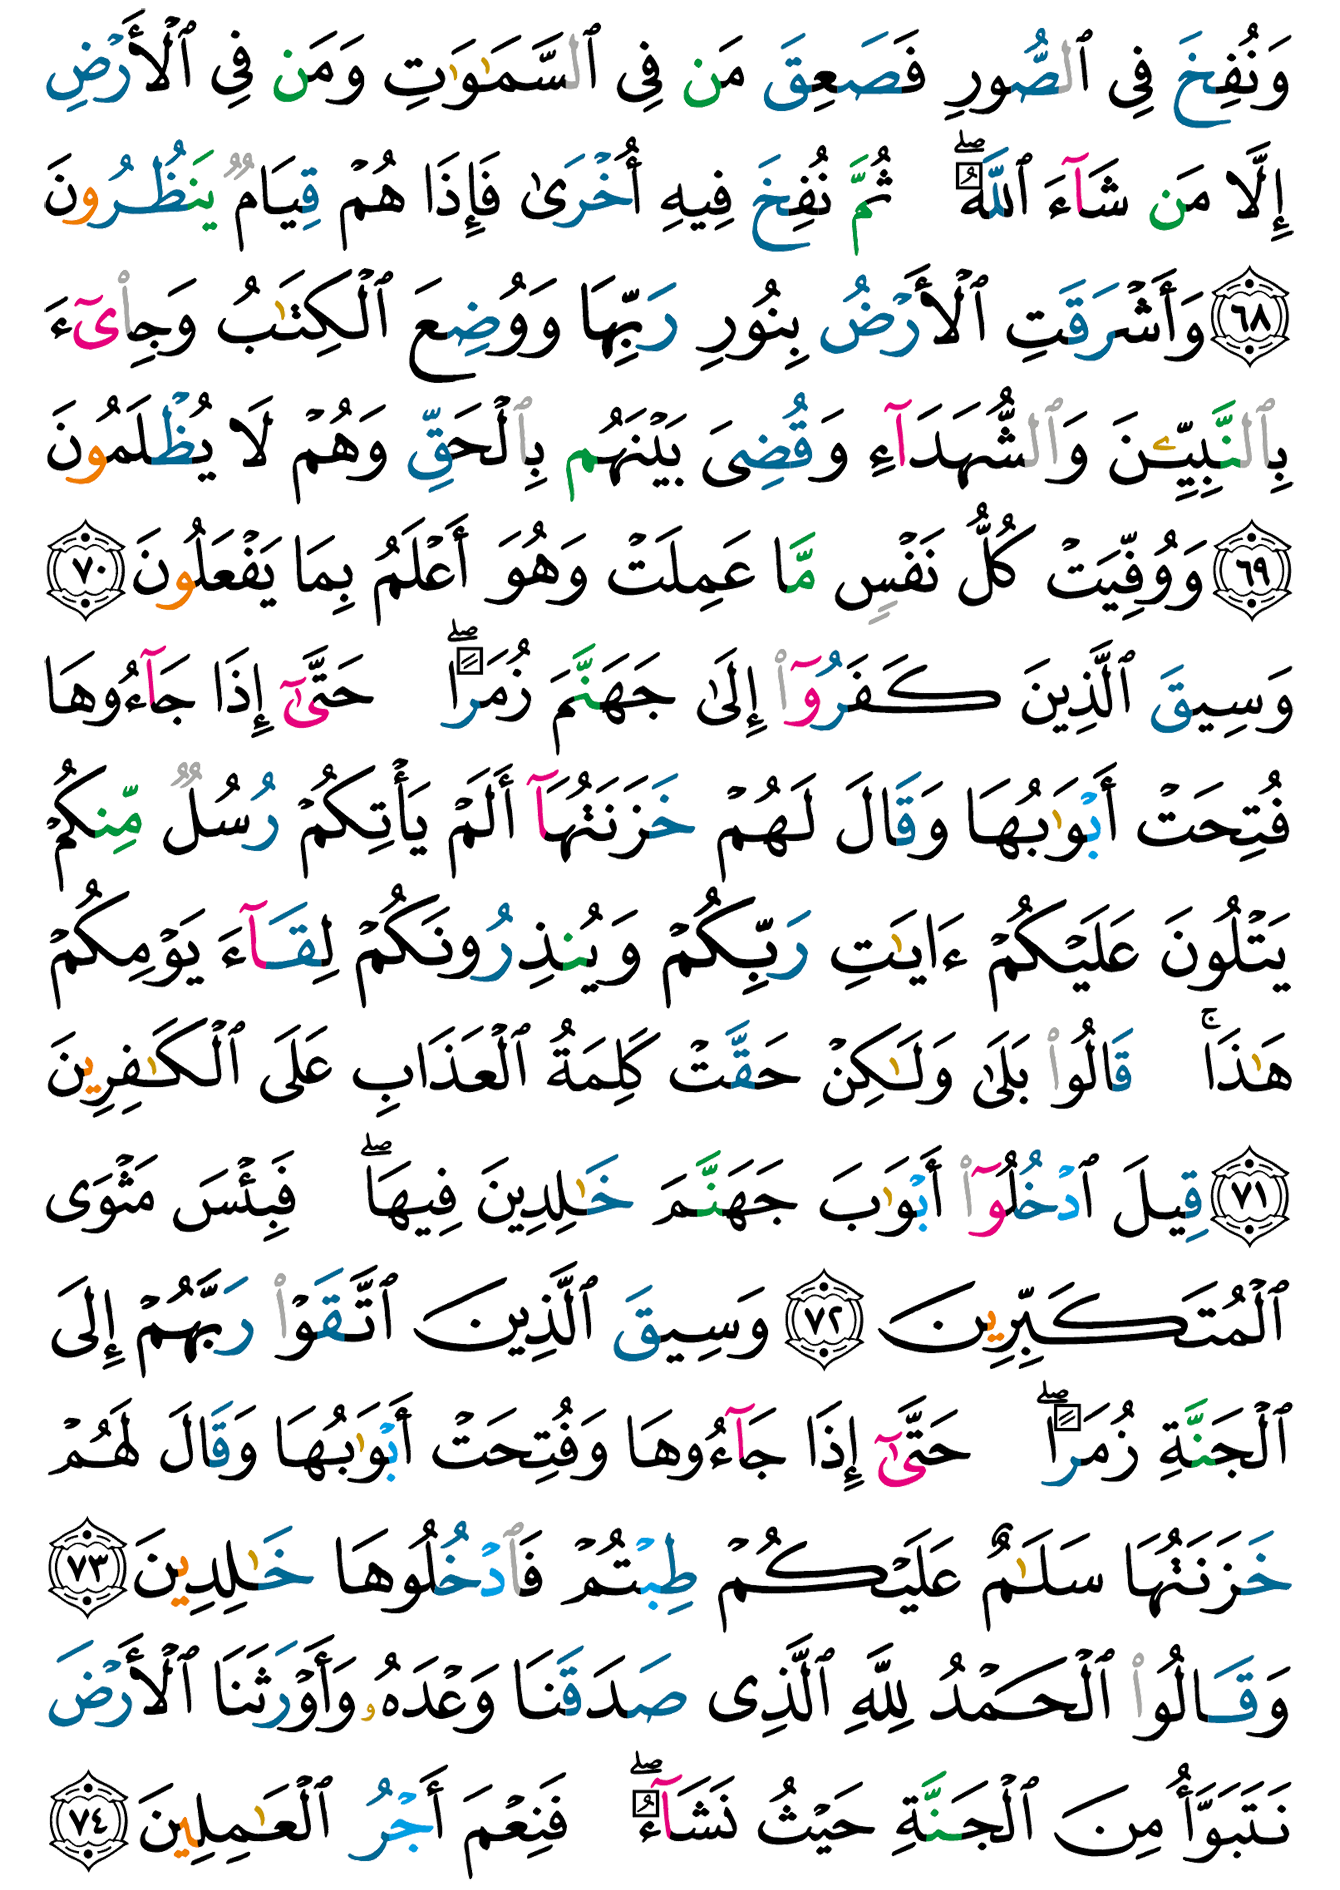 وَنُفِخَ فِى ٱلصُّورِ فَصَعِقَ مَن فِى ٱلسَّمَـٰوَٰتِ وَمَن فِى ٱلْأَرْضِ
إِلَّا مَن شَآءَ ٱللَّهُ ۖ ثُمَّ نُفِخَ فِيهِ أُخْرَىٰ فَإِذَا هُمْ قِيَامٌ يَنظُرُونَ
﴿٦٨﴾ وَأَشْرَقَتِ ٱلْأَرْضُ بِنُورِ رَبِّهَا وَوُضِعَ ٱلْكِتَـٰبُ وَجِا۟ىٓءَ
بِٱلنَّبِيِّـۧنَ وَٱلشُّهَدَآءِ وَقُضِىَ بَيْنَهُم بِٱلْحَقِّ وَهُمْ لَا يُظْلَمُونَ
﴿٦٩﴾ وَوُفِّيَتْ كُلُّ نَفْسٍ مَّا عَمِلَتْ وَهُوَ أَعْلَمُ بِمَا يَفْعَلُونَ ﴿٧٠﴾
وَسِيقَ ٱلَّذِينَ كَفَرُوٓا۟ إِلَىٰ جَهَنَّمَ زُمَرًا ۖ حَتَّىٰٓ إِذَا جَآءُوهَا
فُتِحَتْ أَبْوَٰبُهَا وَقَالَ لَهُمْ خَزَنَتُهَآ أَلَمْ يَأْتِكُمْ رُسُلٌ مِّنكُمْ
يَتْلُونَ عَلَيْكُمْ ءَايَـٰتِ رَبِّكُمْ وَيُنذِرُونَكُمْ لِقَآءَ يَوْمِكُمْ
هَـٰذَا ۚ قَالُوا۟ بَلَىٰ وَلَـٰكِنْ حَقَّتْ كَلِمَةُ ٱلْعَذَابِ عَلَى ٱلْكَـٰفِرِينَ
﴿٧١﴾ قِيلَ ٱدْخُلُوٓا۟ أَبْوَٰبَ جَهَنَّمَ خَـٰلِدِينَ فِيهَا ۖ فَبِئْسَ مَثْوَى
ٱلْمُتَكَبِّرِينَ ﴿٧٢﴾ وَسِيقَ ٱلَّذِينَ ٱتَّقَوْا۟ رَبَّهُمْ إِلَى
ٱلْجَنَّةِ زُمَرًا ۖ حَتَّىٰٓ إِذَا جَآءُوهَا وَفُتِحَتْ أَبْوَٰبُهَا وَقَالَ لَهُمْ
خَزَنَتُهَا سَلَـٰمٌ عَلَيْكُمْ طِبْتُمْ فَٱدْخُلُوهَا خَـٰلِدِينَ ﴿٧٣﴾
وَقَالُوا۟ ٱلْحَمْدُ لِلَّهِ ٱلَّذِى صَدَقَنَا وَعْدَهُۥ وَأَوْرَثَنَا ٱلْأَرْضَ
نَتَبَوَّأُ مِنَ ٱلْجَنَّةِ حَيْثُ نَشَآءُ ۖ فَنِعْمَ أَجْرُ ٱلْعَـٰمِلِينَ ﴿٧٤﴾